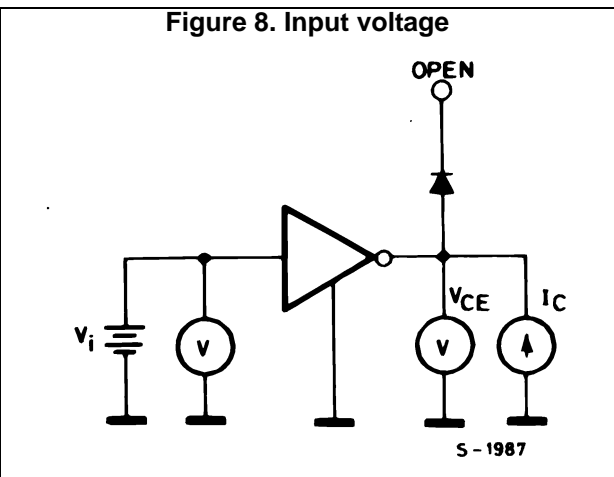 Figure 8. Input voltage
OPEN
VCE
IC
Vi
V
V
S-1987